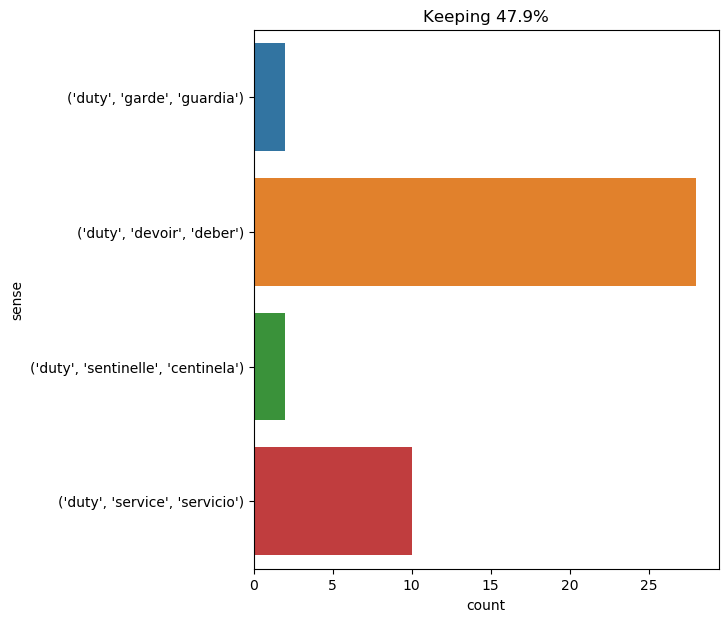 Keeping 47.9%
('duty', 'garde', 'guardia')
('duty', 'devoir', 'deber')
('duty', 'sentinelle', 'centinela')
('duty', 'service', 'servicio')
sense
0 5 10 15 20 25
count